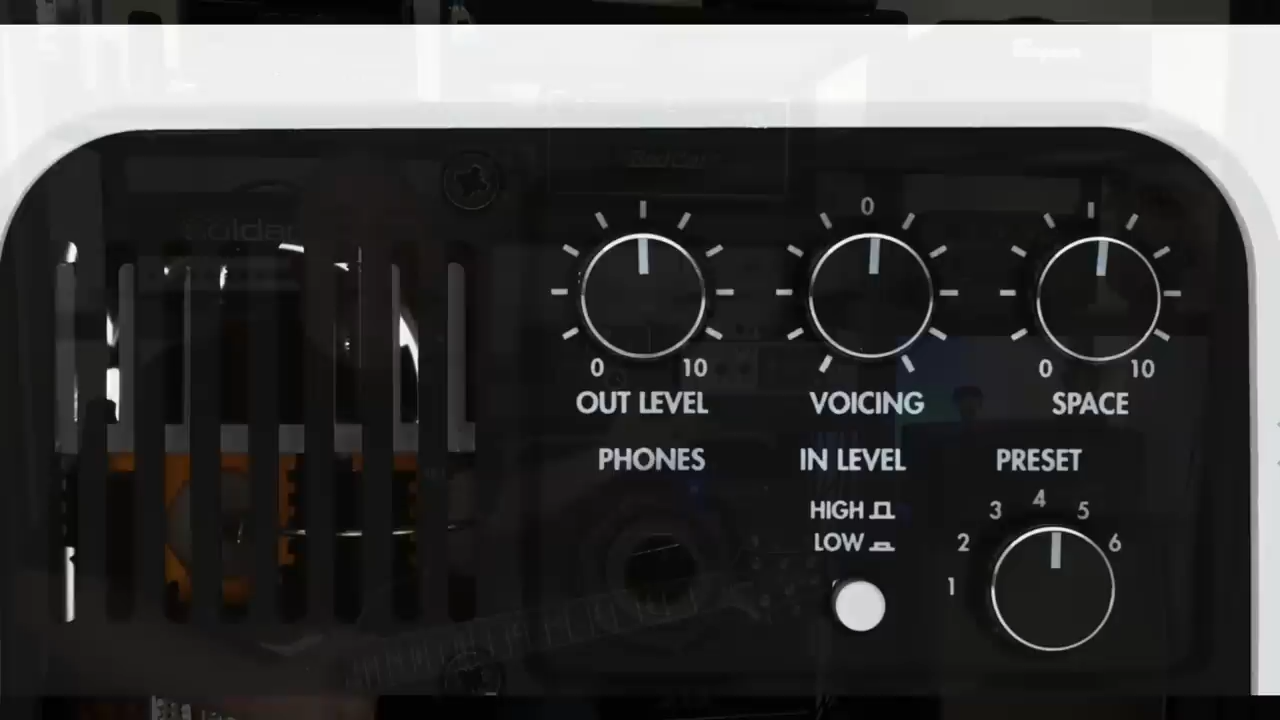 0
0 10 0 10
OUT LEVEL VOICING SPACE
PHONES IN LEVEL PRESET
HIGH
LOW
1 2 3 4 5 6